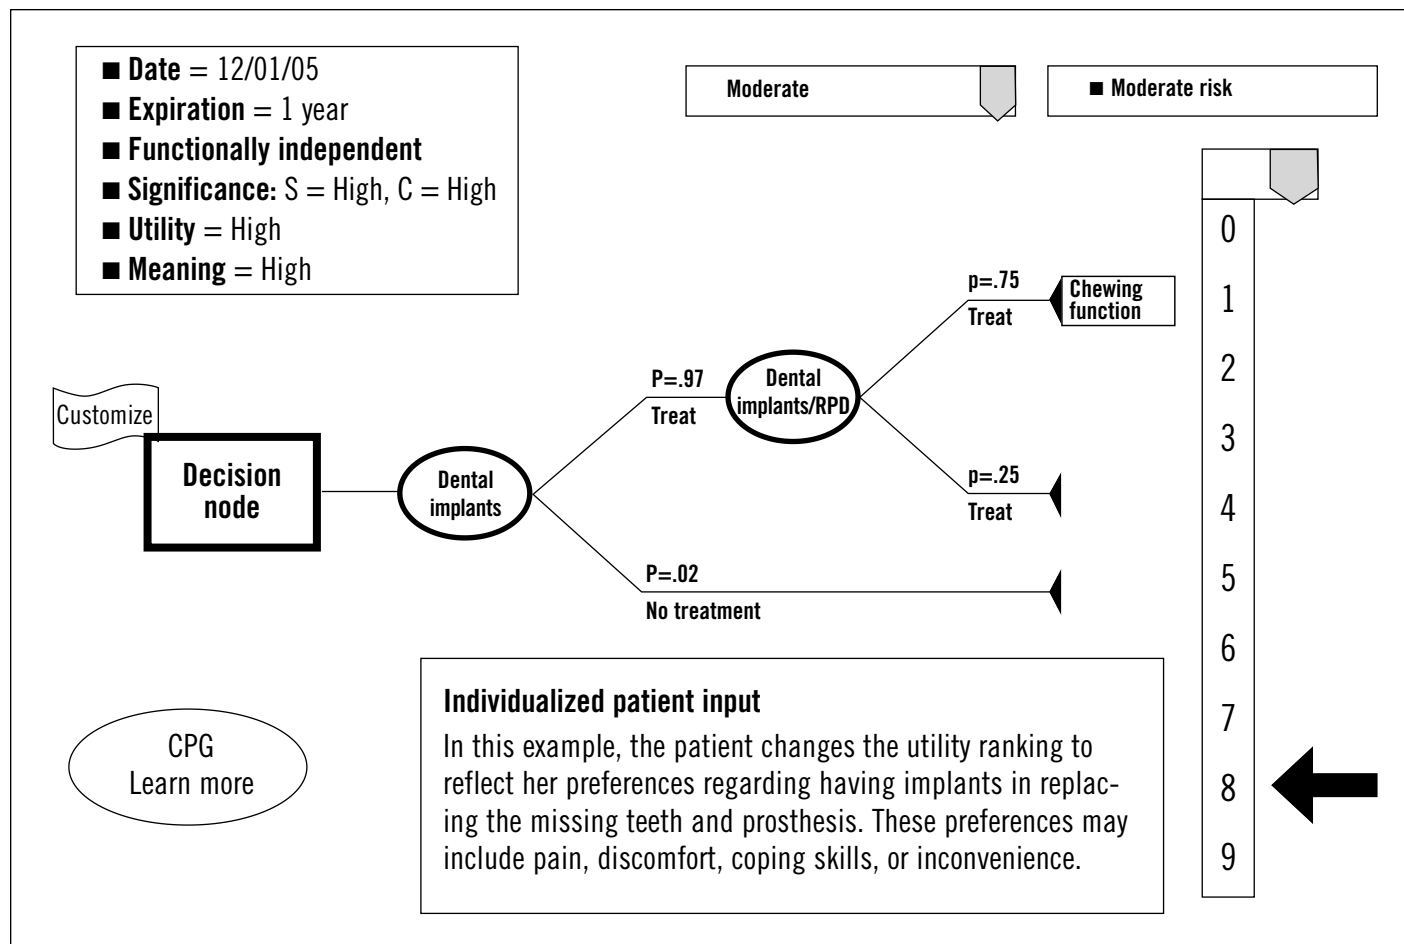 ■ Date = 12/01/05
■ Expiration = 1 year
■ Functionally independent
■ Significance: S = High, C = High
■ Utility = High
■ Meaning = High
Moderate
■ Moderate risk
0
1
2
3
4
5
6
7
8
9
p=.75
Treat
Chewing
function
P=.97
Treat
Dental
implants/RPD
Customize
Decision
node
Dental
implants
p=.25
Treat
P=.02
No treatment
CPG
Learn more
Individualized patient input
In this example, the patient changes the utility ranking to
reflect her preferences regarding having implants in replac-
ing the missing teeth and prosthesis. These preferences may
include pain, discomfort, coping skills, or inconvenience.